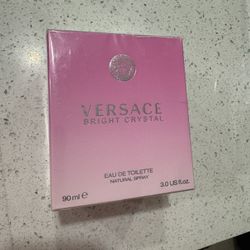 VERSACE
BRIGHT CRYSTAL
EAU DE TOILETTE
NATURAL SPRAY
90 ml e 3.0 US fl.oz.